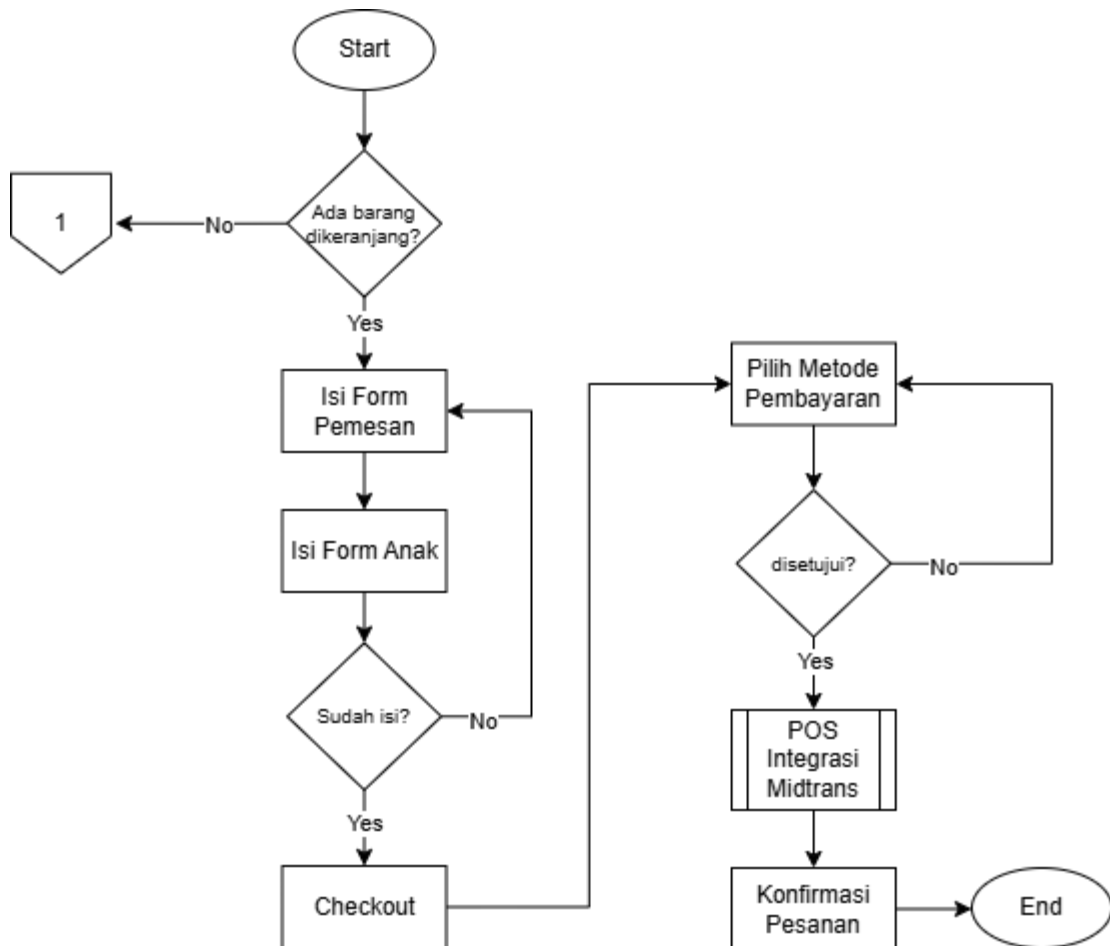 Start
Ada barang
dikeranjang?
No
1
Yes
Isi Form
Pemesan
Isi Form Anak
Sudah isi?
No
Yes
Checkout
Pilih Metode
Pembayaran
disetujui?
No
Yes
POS
Integrasi
Midtrans
Konfirmasi
Pesanan
End